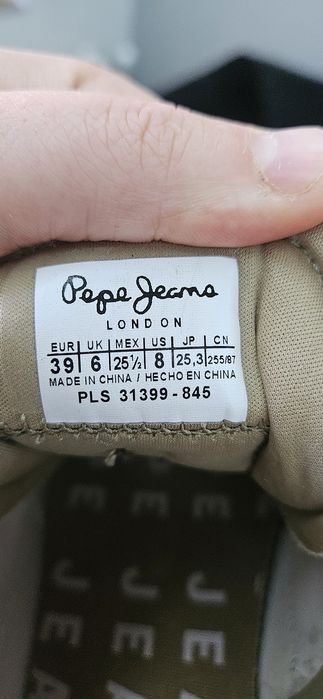 Pepe Jeans
LONDON
EUR UK MEX US JP CN
39 6 25½ 8 25,3 255/87
MADE IN CHINA / HECHO EN CHINA
PLS 31399-845
J E A
J E A
J E A